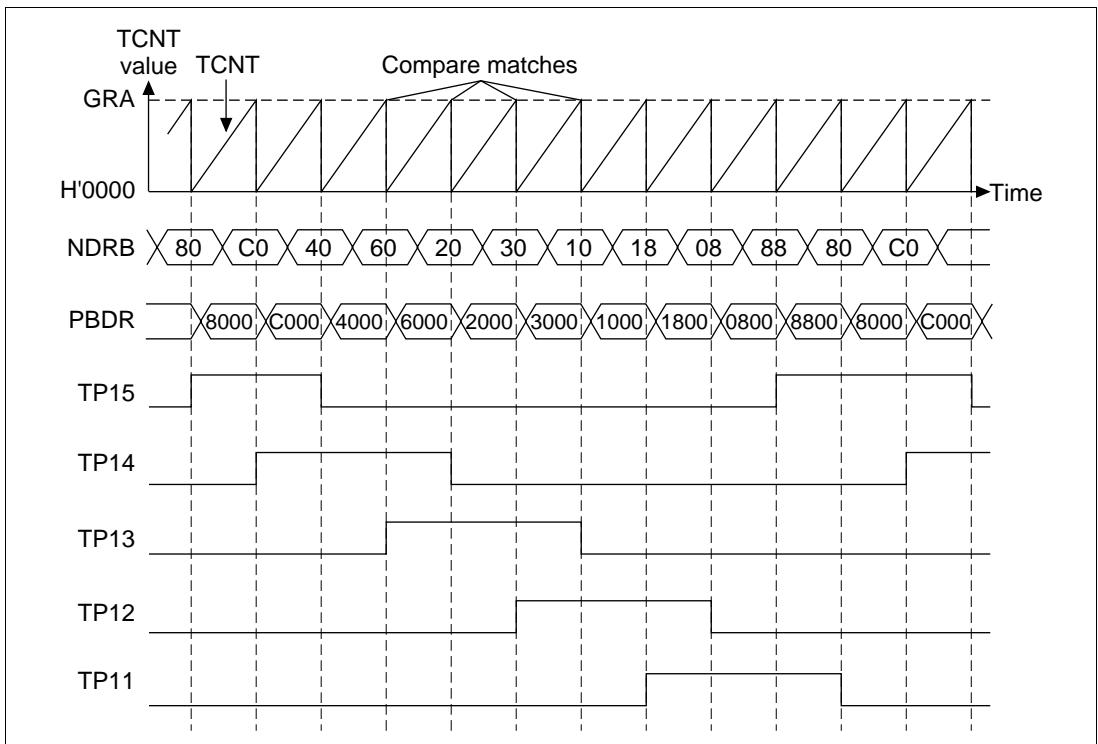 TCNT
value
TCNT
Compare matches
GRA
H'0000
Time
NDRB 80 C0 40 60 20 30 10 18 08 88 80 C0
PBDR 8000 C000 4000 6000 2000 3000 1000 1800 0800 8800 8000 C000
TP15
TP14
TP13
TP12
TP11